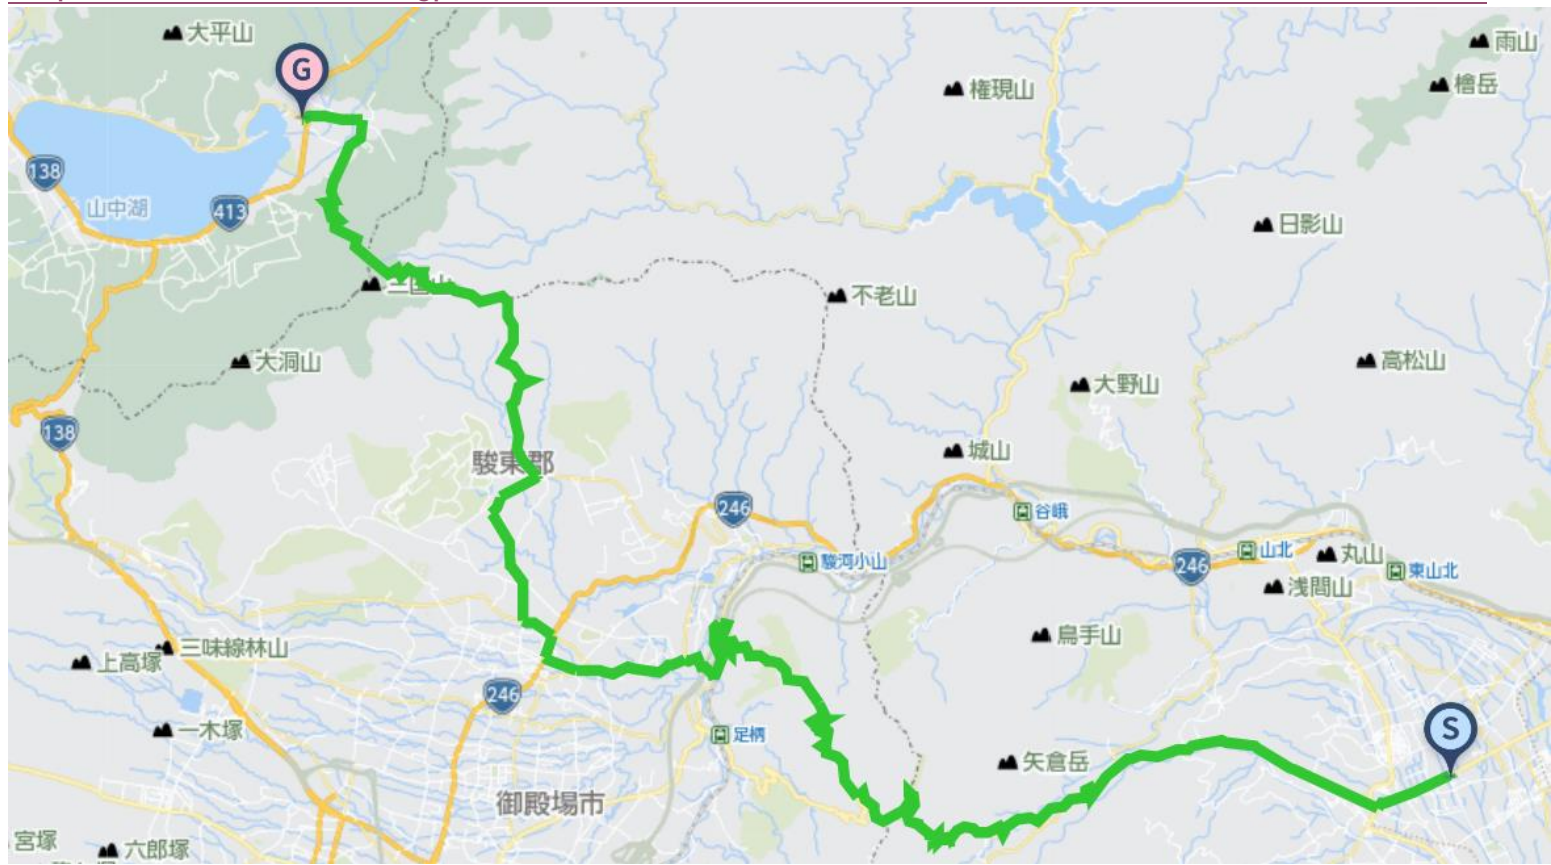 大平山
雨山
G
権現山
檜岳
138
山中湖
413
日影山
三国山
不老山
大洞山
高松山
大野山
138
城山
駿東郡
246
谷峨
山北
丸山
駿河小山
246
東山北
浅間山
鳥手山
三味線林山
上高塚
246
S
一木塚
足柄
矢倉岳
御殿場市
宮塚
六郎塚